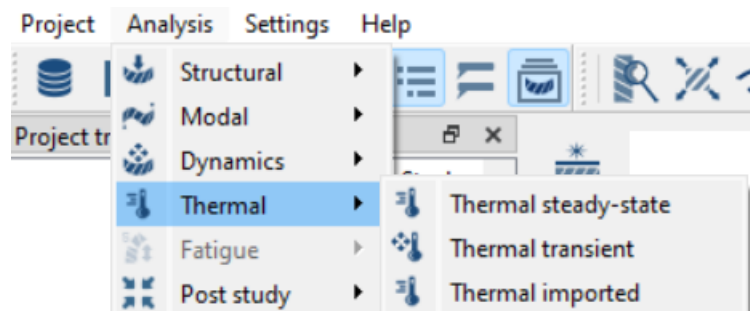 Project Analysis Settings Help
Structural
Modal
Project tr
Dynamics
Thermal
Thermal steady-state
Fatigue
Thermal transient
Post study
Thermal imported